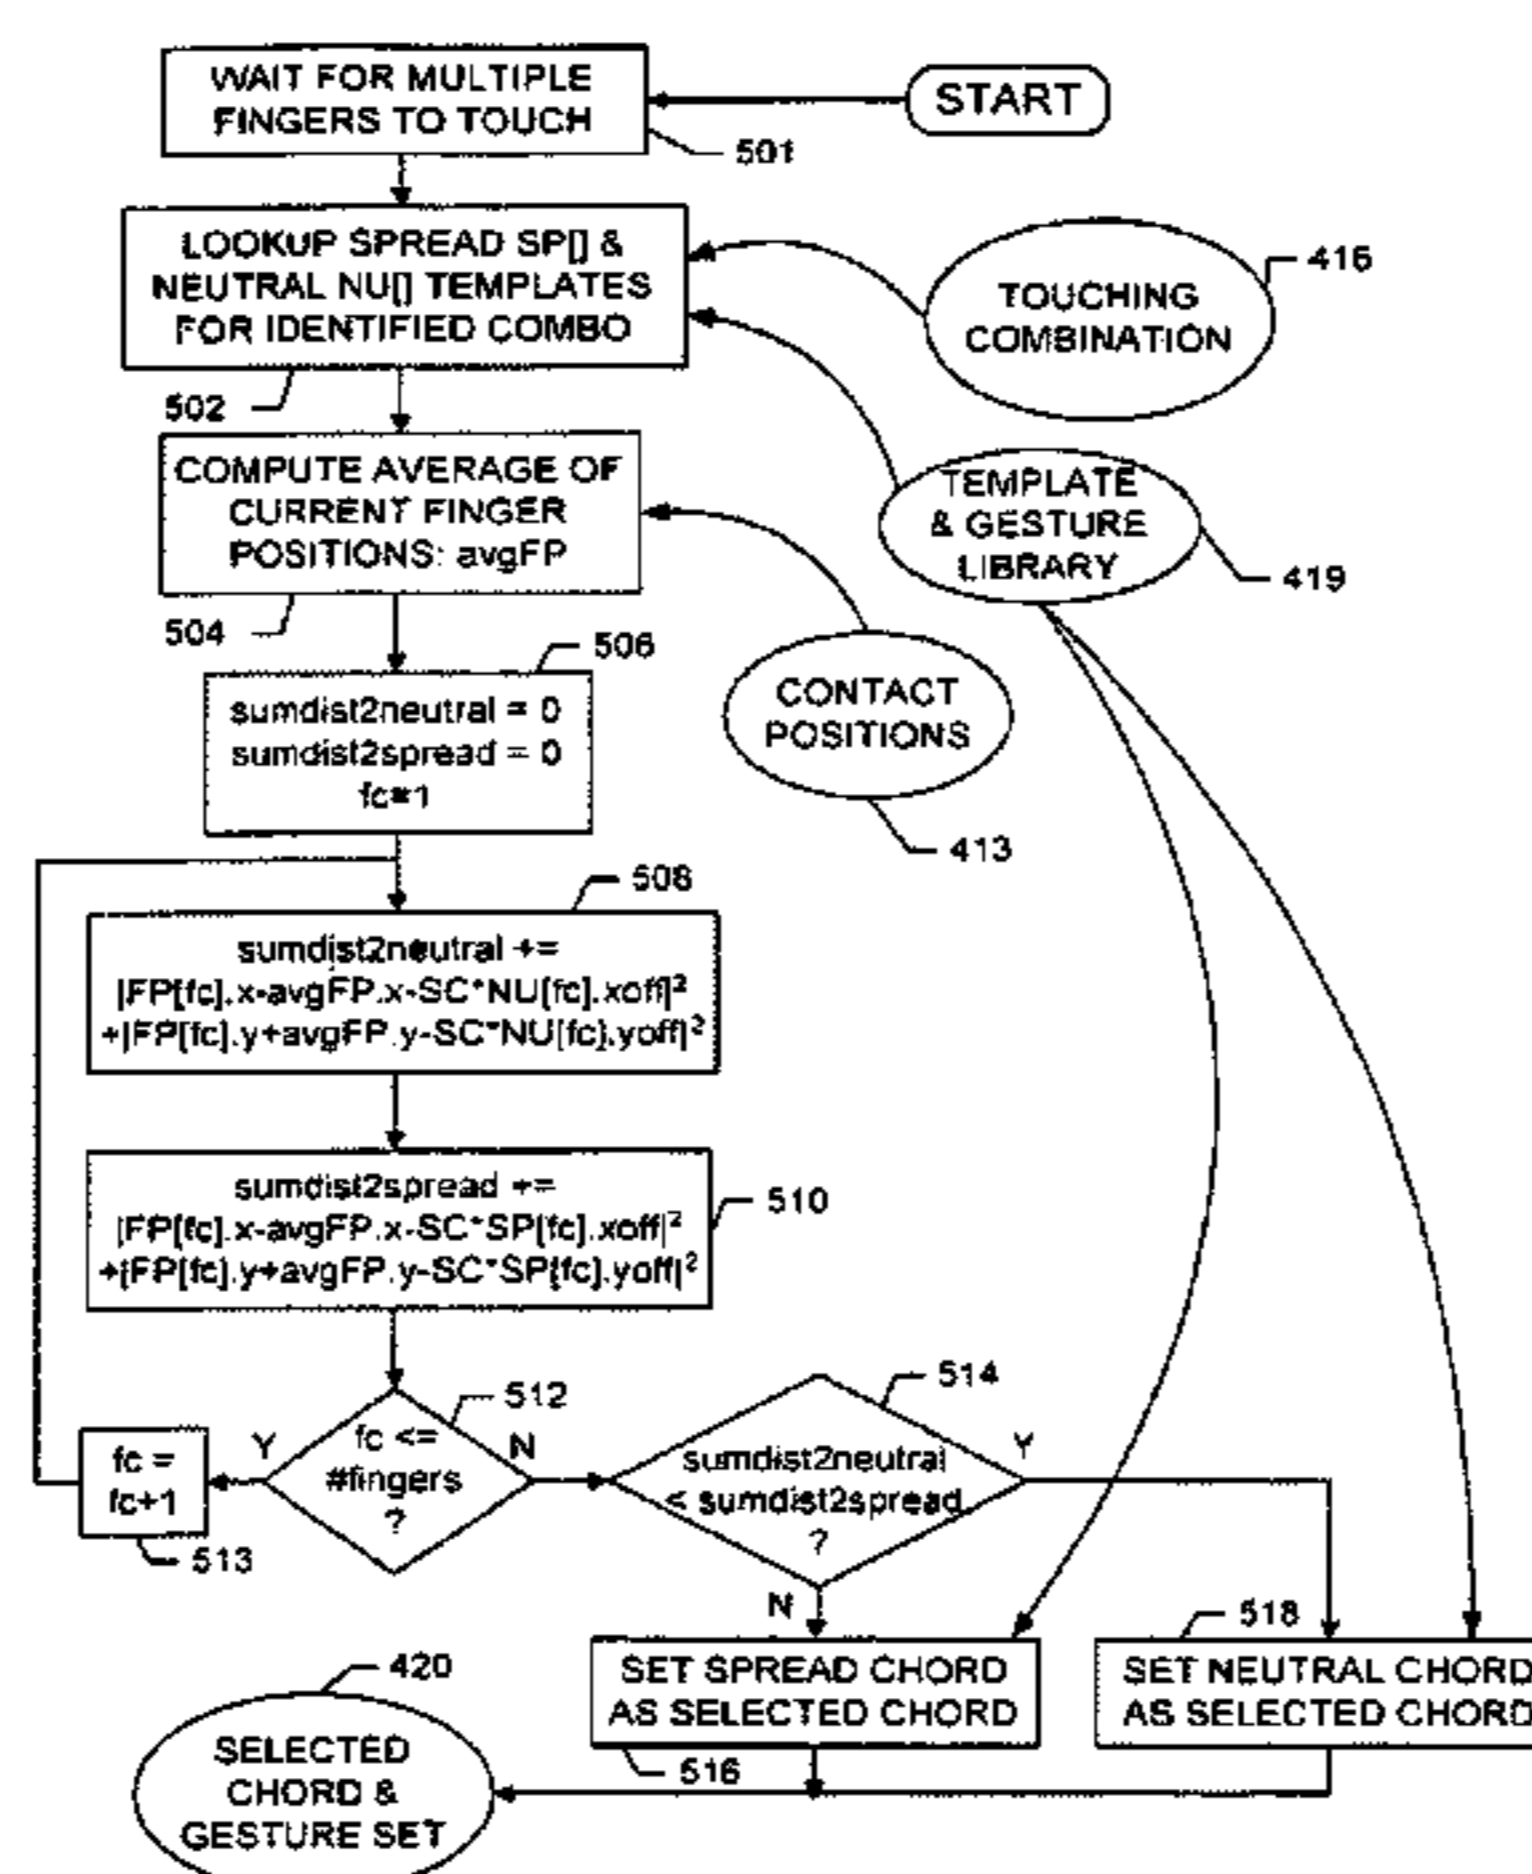 WAIT FOR MULTIPLE
FINGERS TO TOUCH
START
501
LOOKUP SPREAD SP[] &
NEUTRAL NU[] TEMPLATES
FOR IDENTIFIED COMBO
416
TOUCHING
COMBINATION
502
COMPUTE AVERAGE OF
CURRENT FINGER
POSITIONS: avgFP
TEMPLATE
& GESTURE
LIBRARY
419
504
506
sumdist2neutral = 0
sumdist2spread = 0
fc=1
CONTACT
POSITIONS
413
508
sumdist2neutral +=
|FP[fc].x-avgFP.x-SC*NU[fc].xoff|²
+|FP[fc].y+avgFP.y-SC*NU[fc].yoff|²
sumdist2spread +=
|FP[fc].x-avgFP.x-SC*SP[fc].xoff|²
+|FP[fc].y+avgFP.y-SC*SP[fc].yoff|²
510
512
514
Y
fc <=
#fingers
?
N
fc =
fc+1
513
sumdist2neutral
< sumdist2spread
?
Y
N
518
SET SPREAD CHORD
AS SELECTED CHORD
SET NEUTRAL CHORD
AS SELECTED CHORD
516
420
SELECTED
CHORD &
GESTURE SET